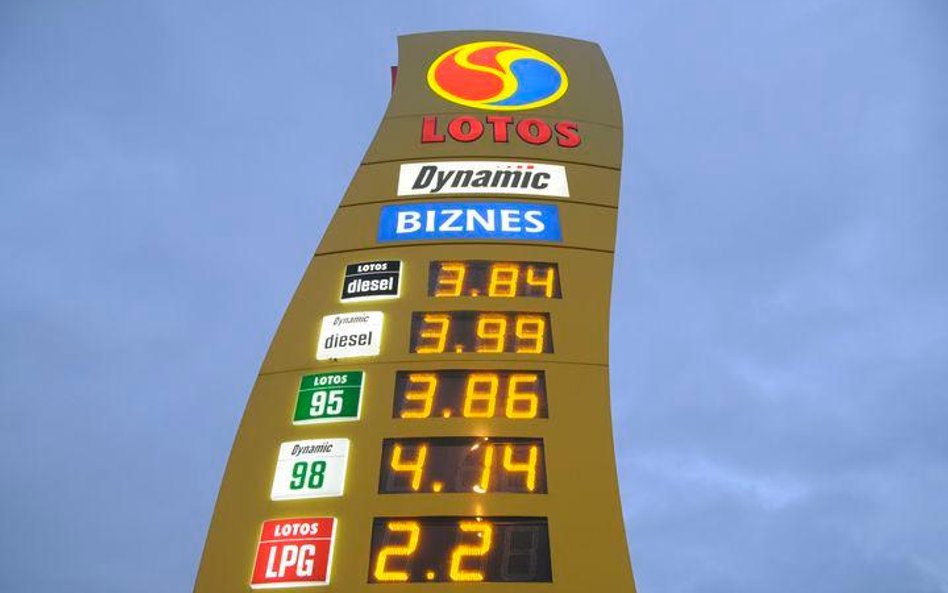 LOTOS
Dynamic
BIZNES
LOTOS diesel 3.84
Dynamic diesel 3.99
LOTOS 95 3.86
Dynamic 98 4.14
LOTOS LPG 2.2